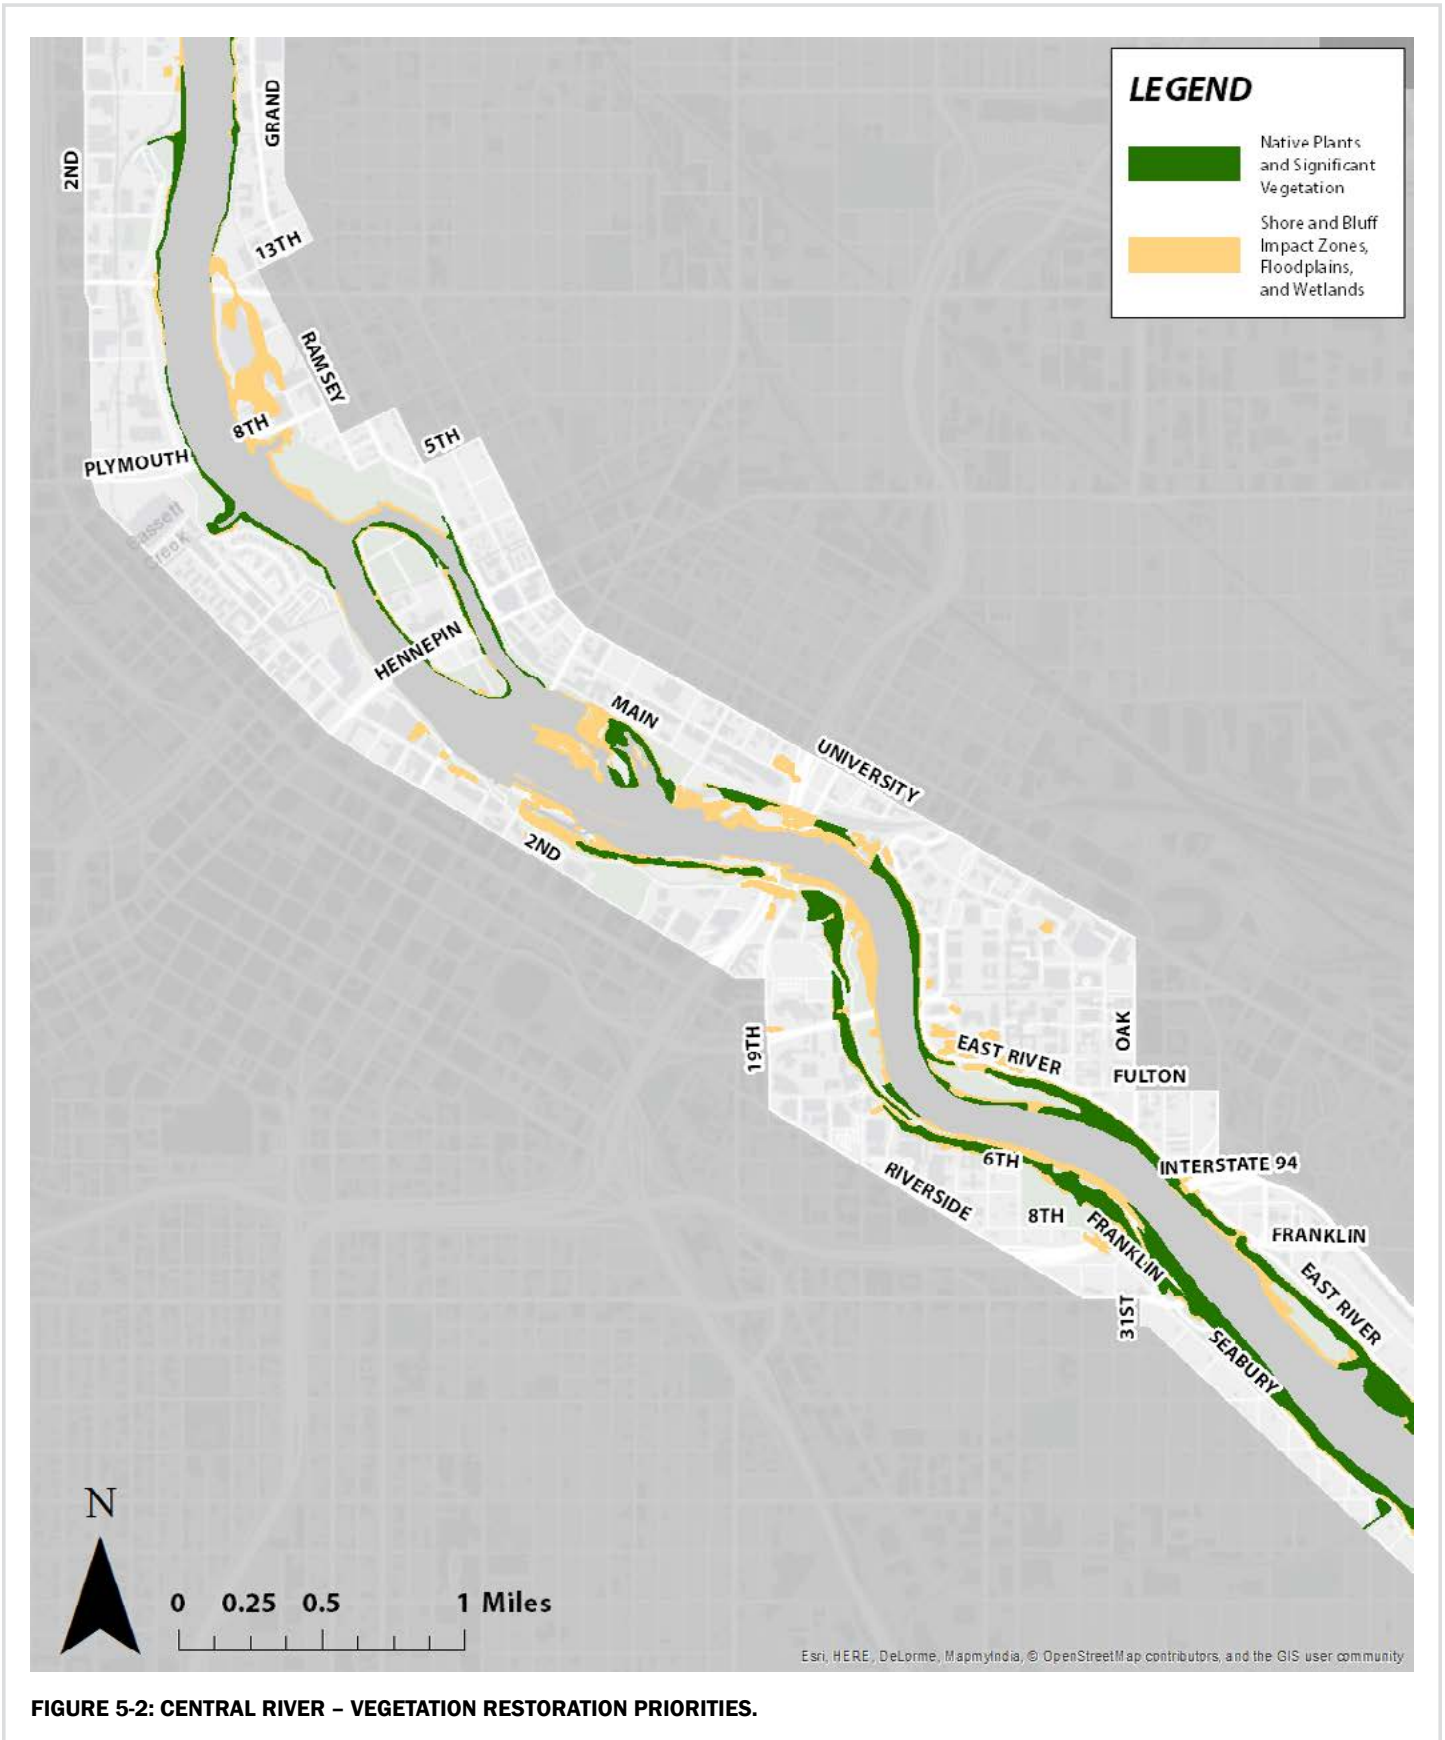 LEGEND
Native Plants
and Significant
Vegetation
Shore and Bluff
Impact Zones,
Floodplains,
and Wetlands
2ND
GRAND
13TH
RAMSEY
8TH
5TH
PLYMOUTH
Bassett
Creek
HENNEPIN
MAIN
UNIVERSITY
2ND
19TH
OAK
EAST RIVER
FULTON
6TH
INTERSTATE 94
RIVERSIDE
8TH
FRANKLIN
FRANKLIN
EAST RIVER
31ST
SEABURY
N
0 0.25 0.5 1 Miles
Esri, HERE, DeLorme, MapmyIndia, © OpenStreetMap contributors, and the GIS user community
FIGURE 5-2: CENTRAL RIVER – VEGETATION RESTORATION PRIORITIES.